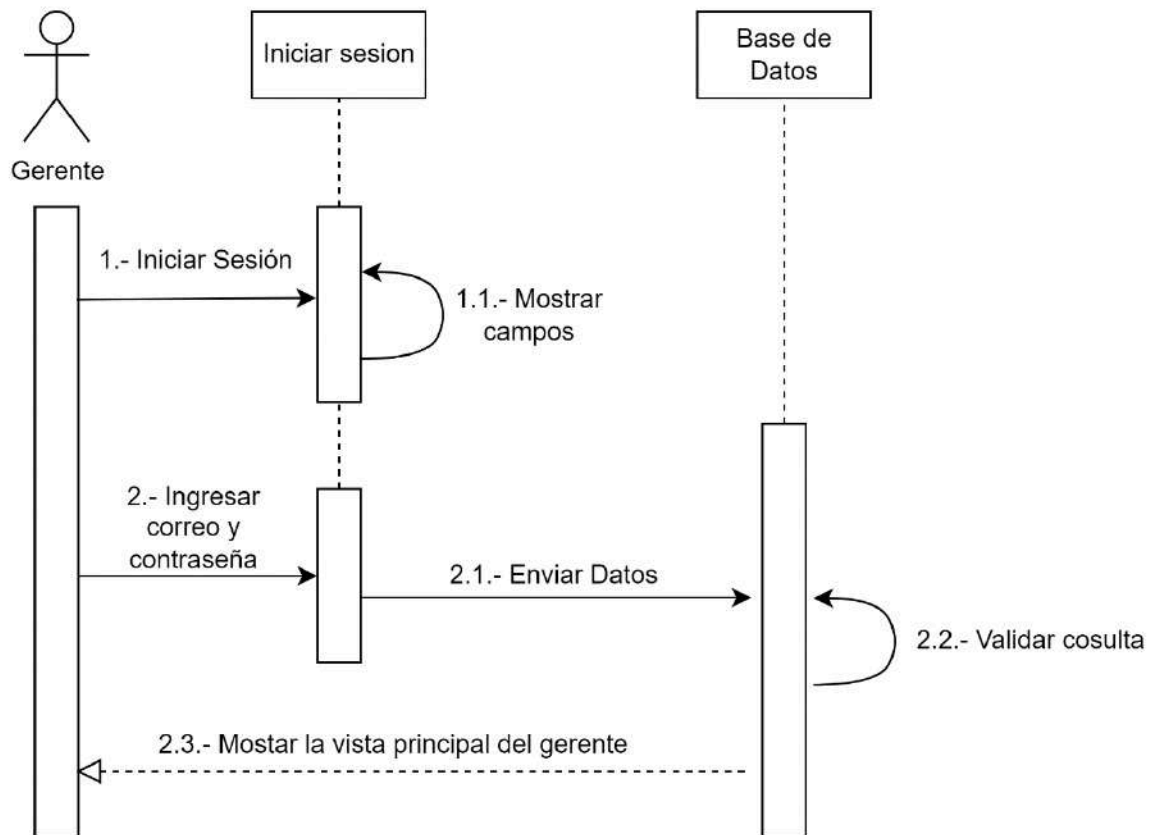 Iniciar sesion
Base de
Datos
Gerente
1.- Iniciar Sesión
1.1.- Mostrar
campos
2.- Ingresar
correo y
contraseña
2.1.- Enviar Datos
2.2.- Validar cosulta
2.3.- Mostar la vista principal del gerente